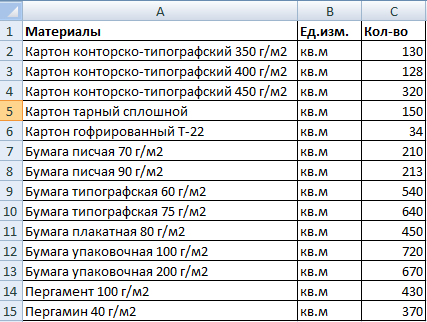 A B C
1 Материалы Ед.изм. Кол-во
2 Картон конторско-типографский 350 г/м2 кв.м 130
3 Картон конторско-типографский 400 г/м2 кв.м 128
4 Картон конторско-типографский 450 г/м2 кв.м 320
5 Картон тарный сплошной кв.м 150
6 Картон гофрированный Т-22 кв.м 34
7 Бумага писчая 70 г/м2 кв.м 210
8 Бумага писчая 90 г/м2 кв.м 213
9 Бумага типографская 60 г/м2 кв.м 540
10 Бумага типографская 75 г/м2 кв.м 640
11 Бумага плакатная 80 г/м2 кв.м 450
12 Бумага упаковочная 100 г/м2 кв.м 720
13 Бумага упаковочная 200 г/м2 кв.м 670
14 Пергамент 100 г/м2 кв.м 430
15 Пергамин 40 г/м2 кв.м 370